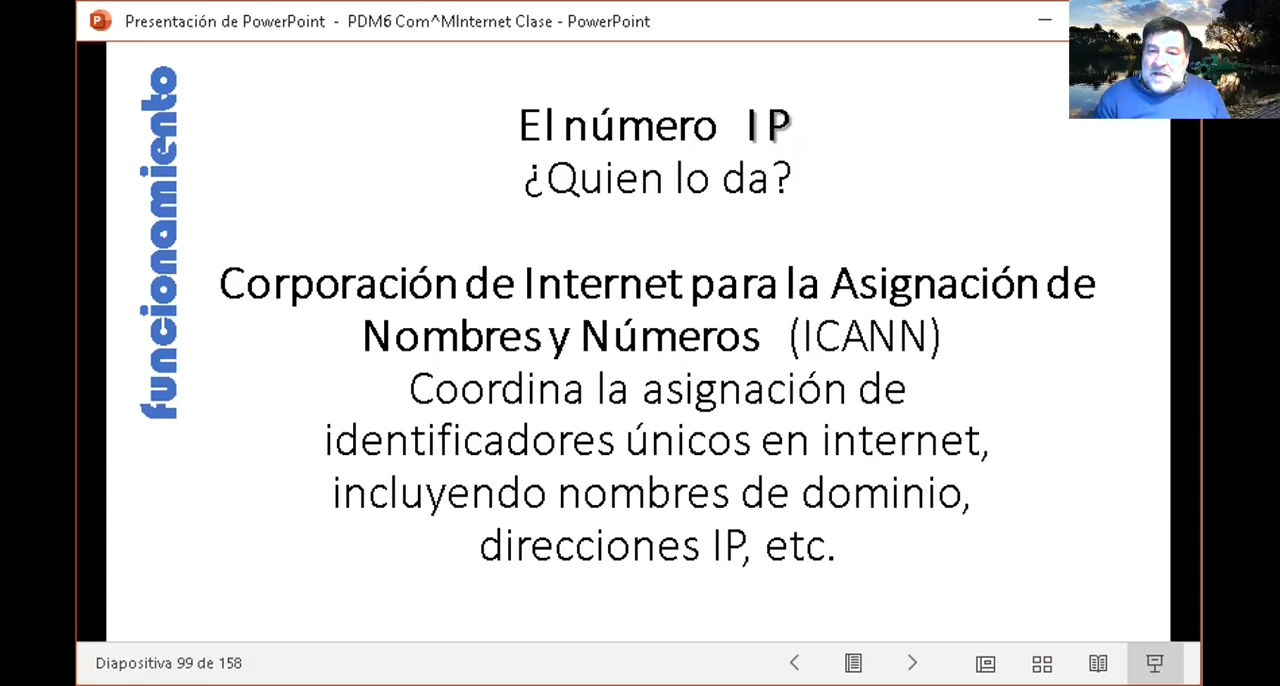 Presentación de PowerPoint - PDM6 Com^MInternet Clase - PowerPoint
funcionamiento
El número IP
¿Quien lo da?
Corporación de Internet para la Asignación de
Nombres y Números (ICANN)
Coordina la asignación de
identificadores únicos en internet,
incluyendo nombres de dominio,
direcciones IP, etc.
Diapositiva 99 de 158